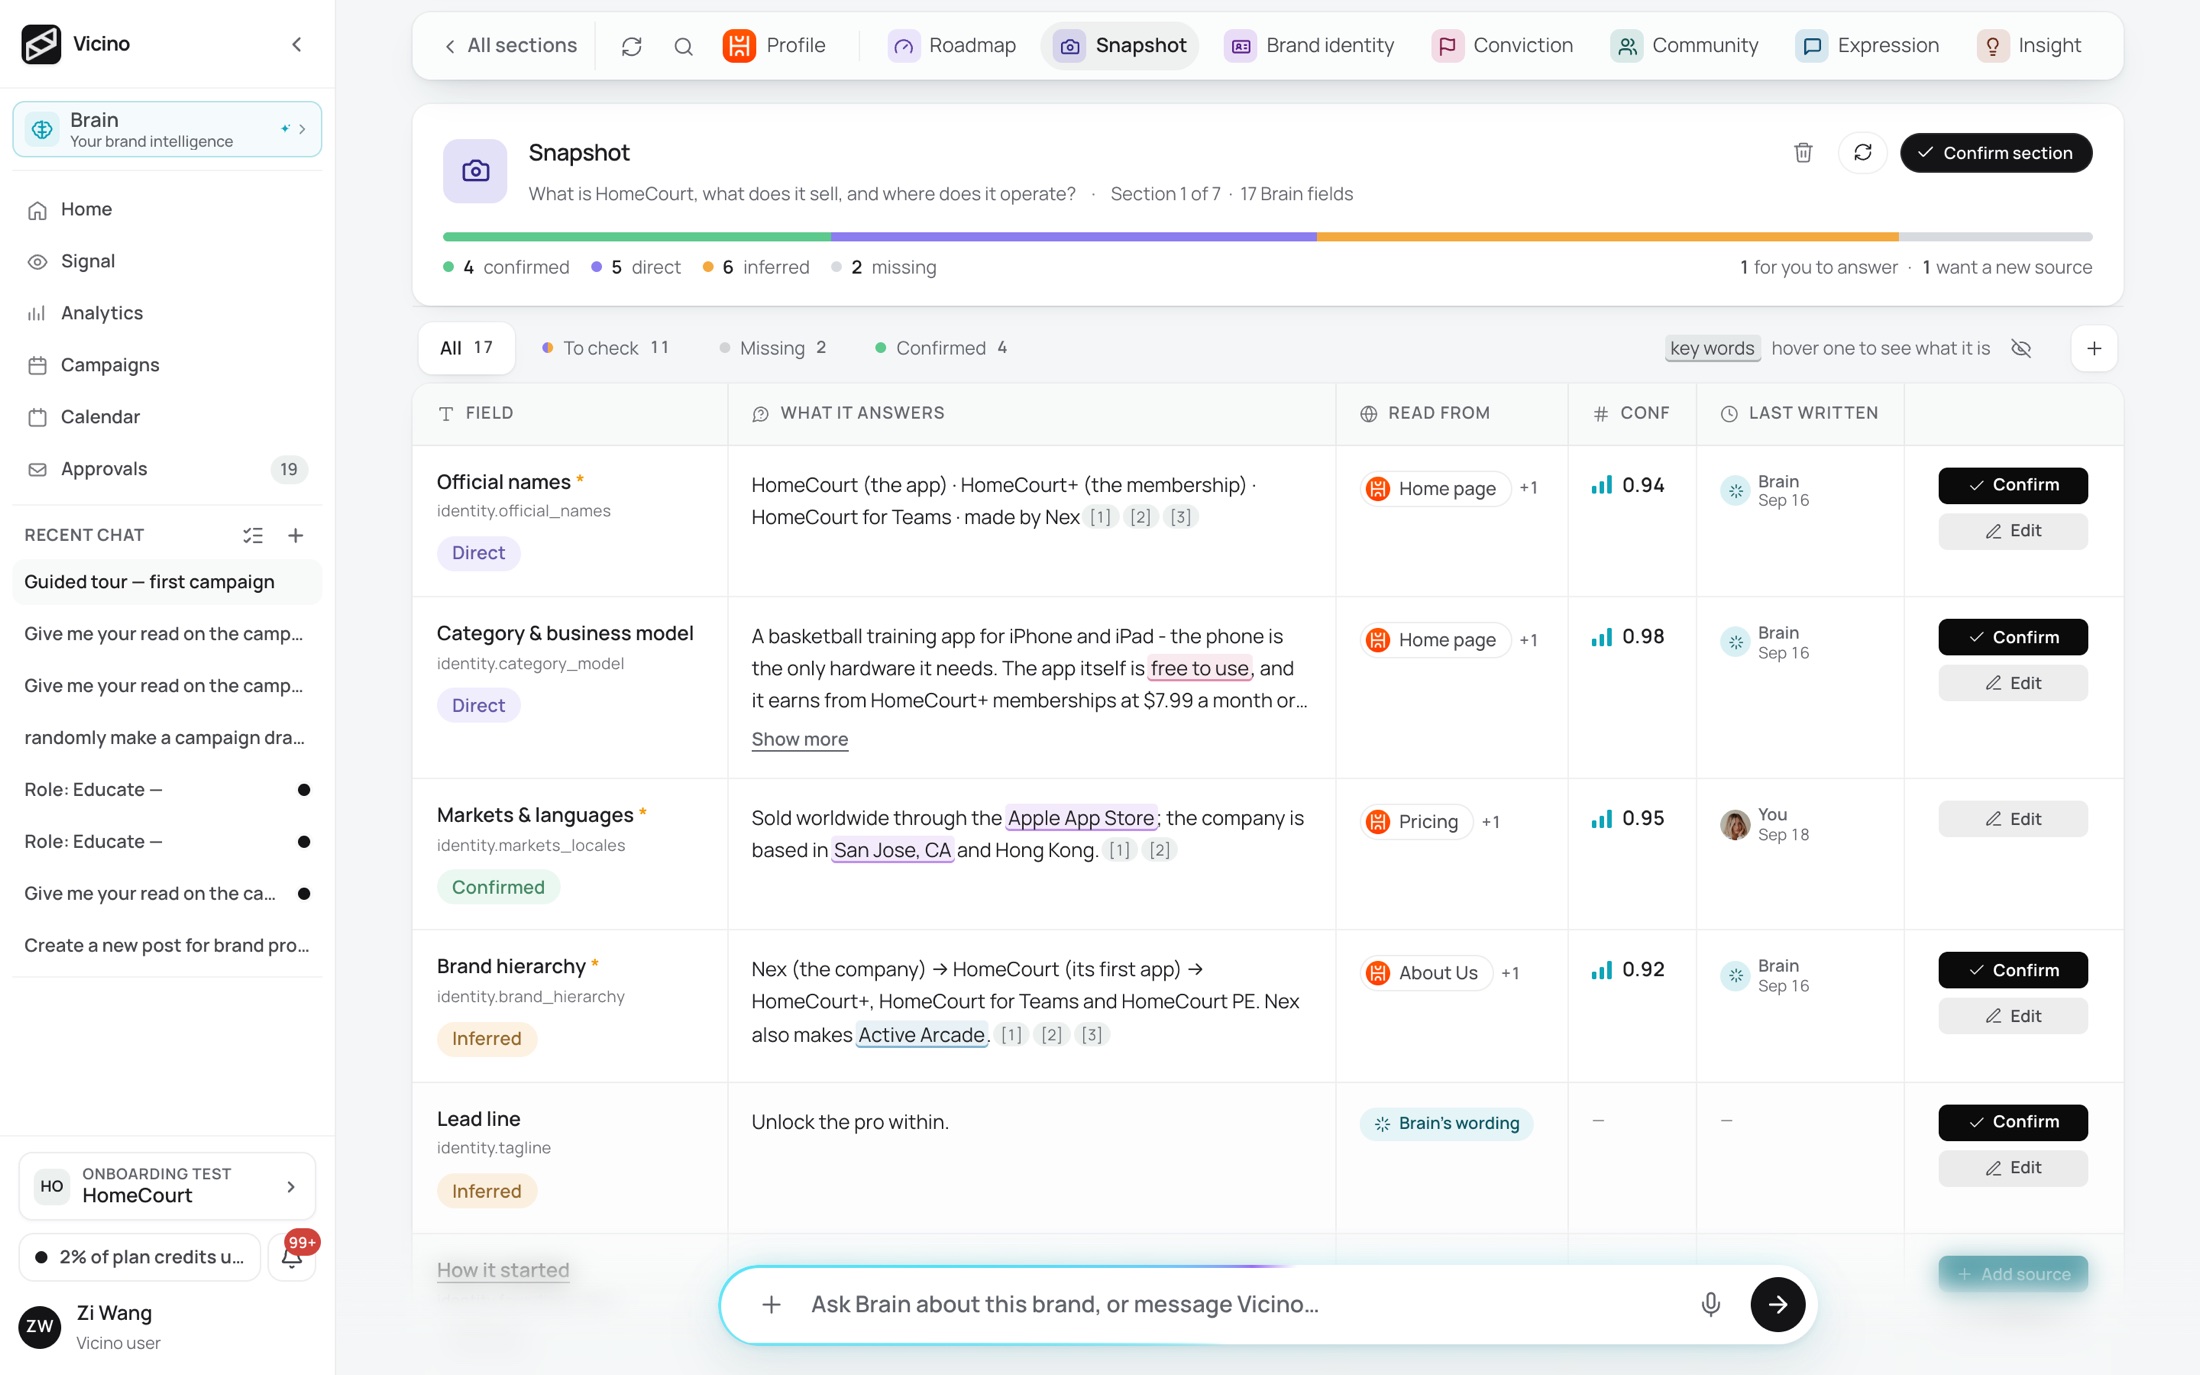 Vicino
Brain
Your brand intelligence
Home
Signal
Analytics
Campaigns
Calendar
Approvals 19
RECENT CHAT
Guided tour – first campaign
Give me your read on the camp...
Give me your read on the camp...
randomly make a campaign dra...
Role: Educate –
Role: Educate –
Give me your read on the ca...
Create a new post for brand pro...
HO
ONBOARDING TEST
HomeCourt
2% of plan credits u...
99+
ZW
Zi Wang
Vicino user
All sections Profile Roadmap Snapshot Brand identity Conviction Community Expression Insight
Snapshot
What is HomeCourt, what does it sell, and where does it operate? · Section 1 of 7 · 17 Brain fields
Confirm section
4 confirmed 5 direct 6 inferred 2 missing
1 for you to answer · 1 want a new source
All 17 To check 11 Missing 2 Confirmed 4
key words hover one to see what it is
FIELD WHAT IT ANSWERS READ FROM # CONF LAST WRITTEN
Official names *
identity.official_names
Direct
HomeCourt (the app) · HomeCourt+ (the membership) ·
HomeCourt for Teams · made by Nex [1] [2] [3]
Home page +1
0.94
Brain
Sep 16
Confirm
Edit
Category & business model
identity.category_model
Direct
A basketball training app for iPhone and iPad - the phone is
the only hardware it needs. The app itself is free to use, and
it earns from HomeCourt+ memberships at $7.99 a month or...
Show more
Home page +1
0.98
Brain
Sep 16
Confirm
Edit
Markets & languages *
identity.markets_locales
Confirmed
Sold worldwide through the Apple App Store; the company is
based in San Jose, CA and Hong Kong. [1] [2]
Pricing +1
0.95
You
Sep 18
Edit
Brand hierarchy *
identity.brand_hierarchy
Inferred
Nex (the company) → HomeCourt (its first app) →
HomeCourt+, HomeCourt for Teams and HomeCourt PE. Nex
also makes Active Arcade. [1] [2] [3]
About Us +1
0.92
Brain
Sep 16
Confirm
Edit
Lead line
identity.tagline
Inferred
Unlock the pro within.
Brain's wording
–
–
Confirm
Edit
How it started
+ Add source
Ask Brain about this brand, or message Vicino...